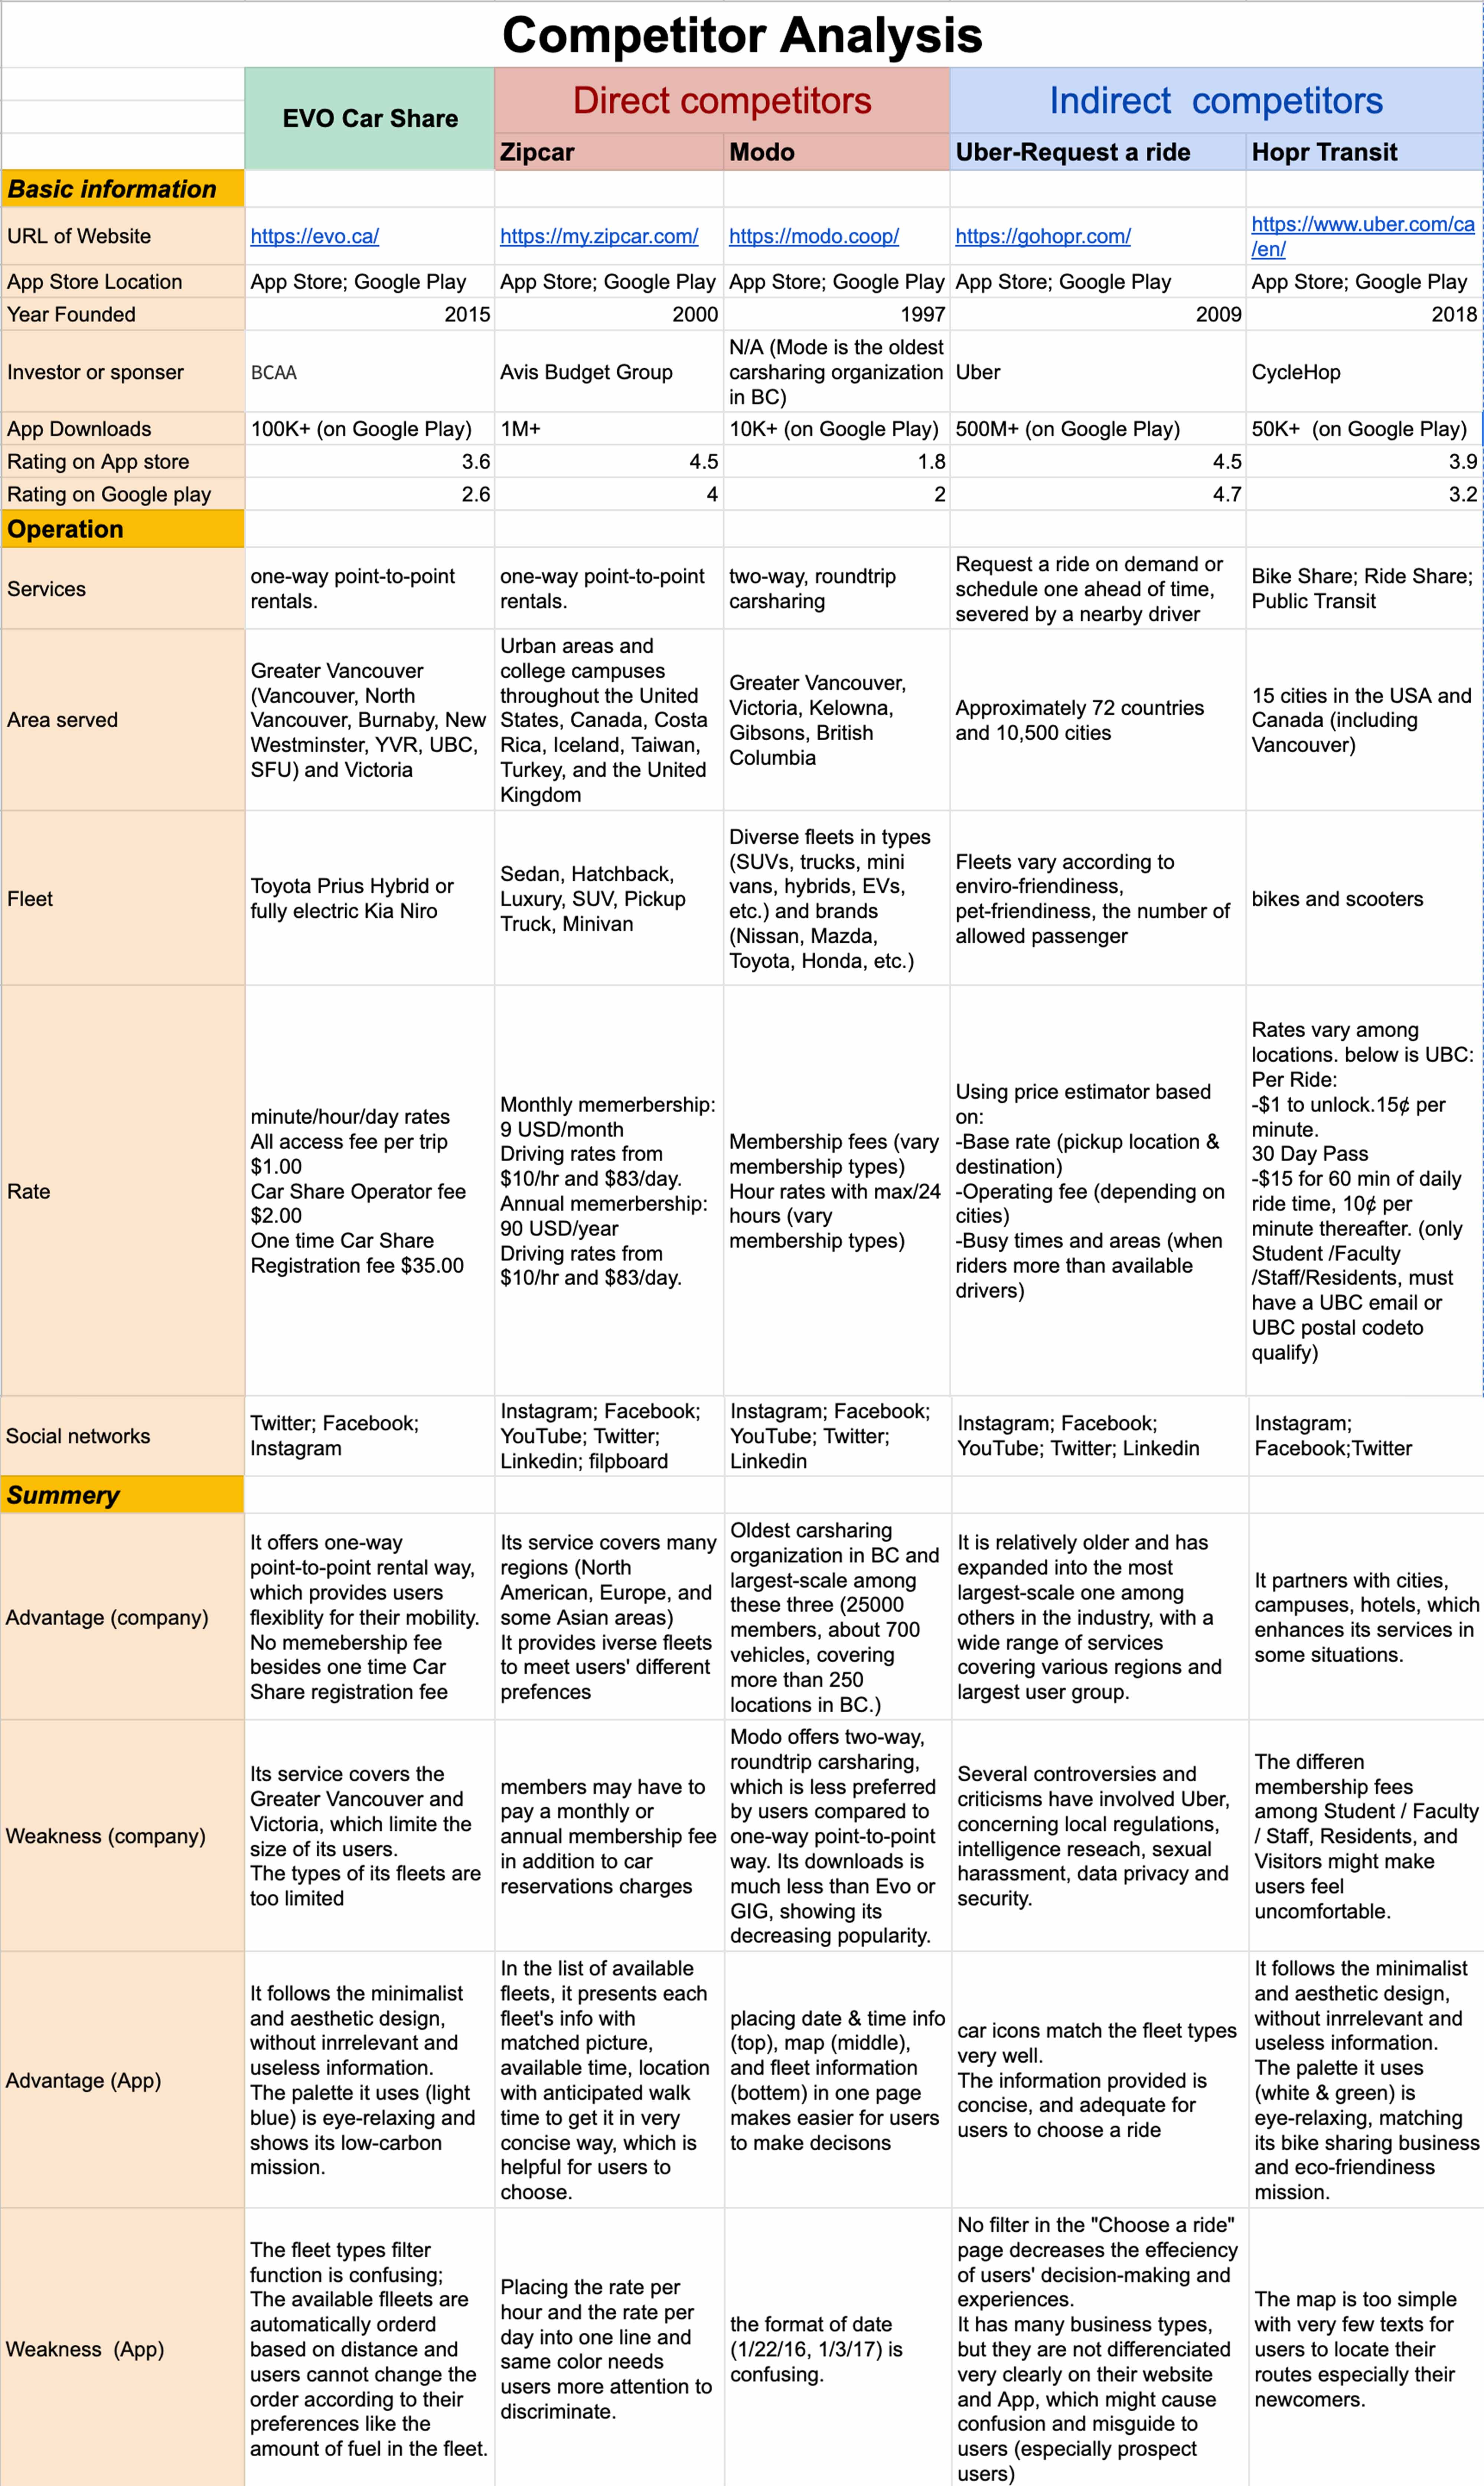 Competitor Analysis
EVO Car Share
Direct competitors
Indirect competitors
Zipcar
Modo
Uber-Request a ride
Hopr Transit
Basic information
URL of Website
https://evo.ca/
https://my.zipcar.com/
https://modo.coop/
https://gohopr.com/
https://www.uber.com/ca
/en/
App Store Location
App Store; Google Play
App Store; Google Play
App Store; Google Play
App Store; Google Play
App Store; Google Play
Year Founded
2015
2000
1997
2009
2018
Investor or sponser
BCAA
Avis Budget Group
N/A (Mode is the oldest
carsharing organization
in BC)
Uber
CycleHop
App Downloads
100K+ (on Google Play)
1M+
10K+ (on Google Play)
500M+ (on Google Play)
50K+ (on Google Play)
Rating on App store
3.6
4.5
1.8
4.5
3.9
Rating on Google play
2.6
4
2
4.7
3.2
Operation
Services
one-way point-to-point
rentals.
one-way point-to-point
rentals.
two-way, roundtrip
carsharing
Request a ride on demand or
schedule one ahead of time,
severed by a nearby driver
Bike Share; Ride Share;
Public Transit
Area served
Greater Vancouver
(Vancouver, North
Vancouver, Burnaby, New
Westminster, YVR, UBC,
SFU) and Victoria
Urban areas and
college campuses
throughout the United
States, Canada, Costa
Rica, Iceland, Taiwan,
Turkey, and the United
Kingdom
Greater Vancouver,
Victoria, Kelowna,
Gibsons, British
Columbia
Approximately 72 countries
and 10,500 cities
15 cities in the USA and
Canada (including
Vancouver)
Fleet
Toyota Prius Hybrid or
fully electric Kia Niro
Sedan, Hatchback,
Luxury, SUV, Pickup
Truck, Minivan
Diverse fleets in types
(SUVs, trucks, mini
vans, hybrids, EVs,
etc.) and brands
(Nissan, Mazda,
Toyota, Honda, etc.)
Fleets vary according to
enviro-friendiness,
pet-friendiness, the number of
allowed passenger
bikes and scooters
Rate
minute/hour/day rates
All access fee per trip
$1.00
Car Share Operator fee
$2.00
One time Car Share
Registration fee $35.00
Monthly memerbership:
9 USD/month
Driving rates from
$10/hr and $83/day.
Annual memerbership:
90 USD/year
Driving rates from
$10/hr and $83/day.
Membership fees (vary
membership types)
Hour rates with max/24
hours (vary
membership types)
Using price estimator based
on:
-Base rate (pickup location &
destination)
-Operating fee (depending on
cities)
-Busy times and areas (when
riders more than available
drivers)
Rates vary among
locations. below is UBC:
Per Ride:
-$1 to unlock.15¢ per
minute.
30 Day Pass
-$15 for 60 min of daily
ride time, 10¢ per
minute thereafter. (only
Student /Faculty
/Staff/Residents, must
have a UBC email or
UBC postal codeto
qualify)
Social networks
Twitter; Facebook;
Instagram
Instagram; Facebook;
YouTube; Twitter;
Linkedin; filpboard
Instagram; Facebook;
YouTube; Twitter;
Linkedin
Instagram; Facebook;
YouTube; Twitter; Linkedin
Instagram;
Facebook;Twitter
Summery
Advantage (company)
It offers one-way
point-to-point rental way,
which provides users
flexiblity for their mobility.
No memebership fee
besides one time Car
Share registration fee
Its service covers many
regions (North
American, Europe, and
some Asian areas)
It provides iverse fleets
to meet users' different
prefences
Oldest carsharing
organization in BC and
largest-scale among
these three (25000
members, about 700
vehicles, covering
more than 250
locations in BC.)
It is relatively older and has
expanded into the most
largest-scale one among
others in the industry, with a
wide range of services
covering various regions and
largest user group.
It partners with cities,
campuses, hotels, which
enhances its services in
some situations.
Weakness (company)
Its service covers the
Greater Vancouver and
Victoria, which limite the
size of its users.
The types of its fleets are
too limited
members may have to
pay a monthly or
annual membership fee
in addition to car
reservations charges
Modo offers two-way,
roundtrip carsharing,
which is less preferred
by users compared to
one-way point-to-point
way. Its downloads is
much less than Evo or
GIG, showing its
decreasing popularity.
Several controversies and
criticisms have involved Uber,
concerning local regulations,
intelligence reseach, sexual
harassment, data privacy and
security.
The differen
membership fees
among Student / Faculty
/ Staff, Residents, and
Visitors might make
users feel
uncomfortable.
Advantage (App)
It follows the minimalist
and aesthetic design,
without inrrelevant and
useless information.
The palette it uses (light
blue) is eye-relaxing and
shows its low-carbon
mission.
In the list of available
fleets, it presents each
fleet's info with
matched picture,
available time, location
with anticipated walk
time to get it in very
concise way, which is
helpful for users to
choose.
placing date & time info
(top), map (middle),
and fleet information
(bottem) in one page
makes easier for users
to make decisons
car icons match the fleet types
very well.
The information provided is
concise, and adequate for
users to choose a ride
It follows the minimalist
and aesthetic design,
without inrrelevant and
useless information.
The palette it uses
(white & green) is
eye-relaxing, matching
its bike sharing business
and eco-friendiness
mission.
Weakness (App)
The fleet types filter
function is confusing;
The available flleets are
automatically orderd
based on distance and
users cannot change the
order according to their
preferences like the
amount of fuel in the fleet.
Placing the rate per
hour and the rate per
day into one line and
same color needs
users more attention to
discriminate.
the format of date
(1/22/16, 1/3/17) is
confusing.
No filter in the "Choose a ride"
page decreases the effeciency
of users' decision-making and
experiences.
It has many business types,
but they are not differenciated
very clearly on their website
and App, which might cause
confusion and misguide to
users (especially prospect
users)
The map is too simple
with very few texts for
users to locate their
routes especially their
newcomers.